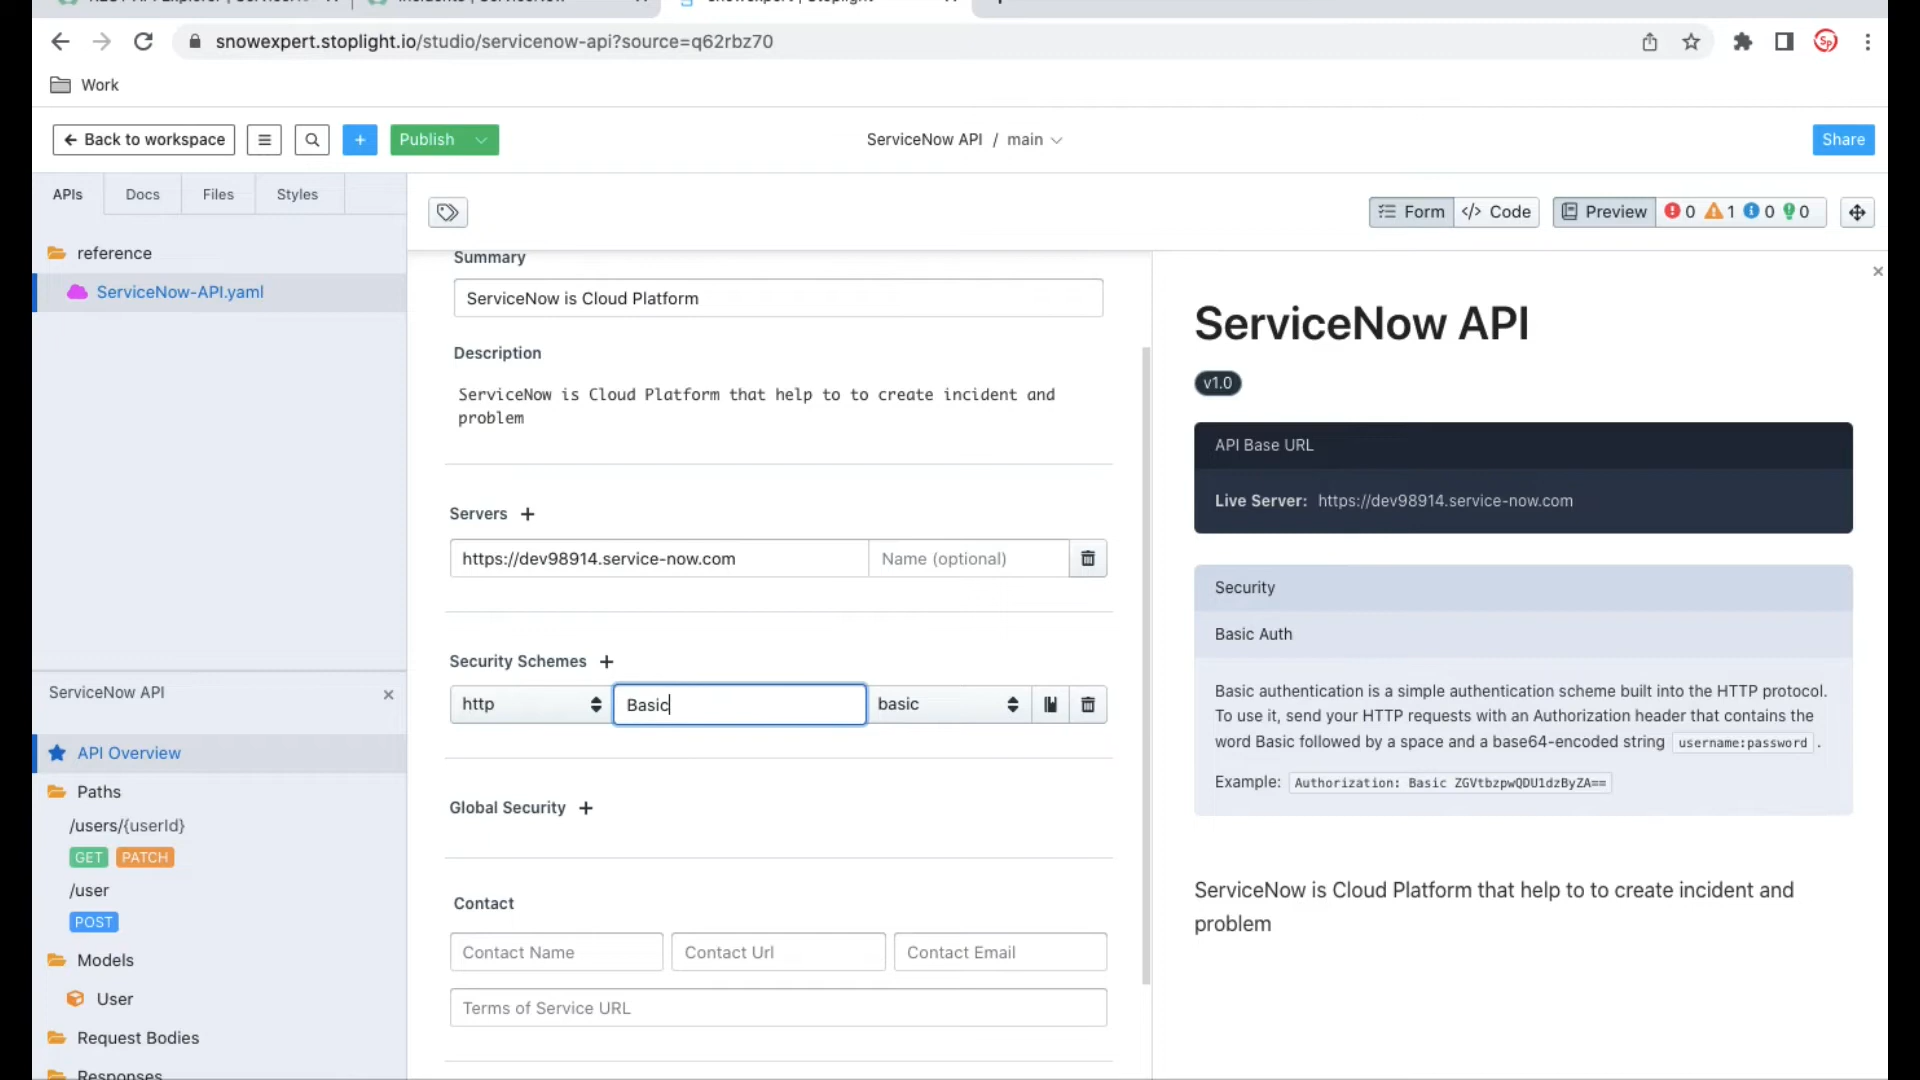 snowexpert.stoplight.io/studio/servicenow-api?source=q62rbz70
Sp
Work
Back to workspace
Publish
ServiceNow API / main
Share
APIs Docs Files Styles
Form </> Code Preview 0 1 0 0
reference
ServiceNow-API.yaml
Summary
ServiceNow is Cloud Platform
Description
ServiceNow is Cloud Platform that help to to create incident and
problem
Servers +
https://dev98914.service-now.com Name (optional)
Security Schemes +
http Basic basic
Global Security +
Contact
Contact Name Contact Url Contact Email
Terms of Service URL
ServiceNow API
API Overview
Paths
/users/{userId}
GET PATCH
/user
POST
Models
User
Request Bodies
Responses
ServiceNow API
v1.0
API Base URL
Live Server: https://dev98914.service-now.com
Security
Basic Auth
Basic authentication is a simple authentication scheme built into the HTTP protocol.
To use it, send your HTTP requests with an Authorization header that contains the
word Basic followed by a space and a base64-encoded string username:password .
Example: Authorization: Basic ZGVtbzpwQDU1dzByZA==
ServiceNow is Cloud Platform that help to to create incident and
problem